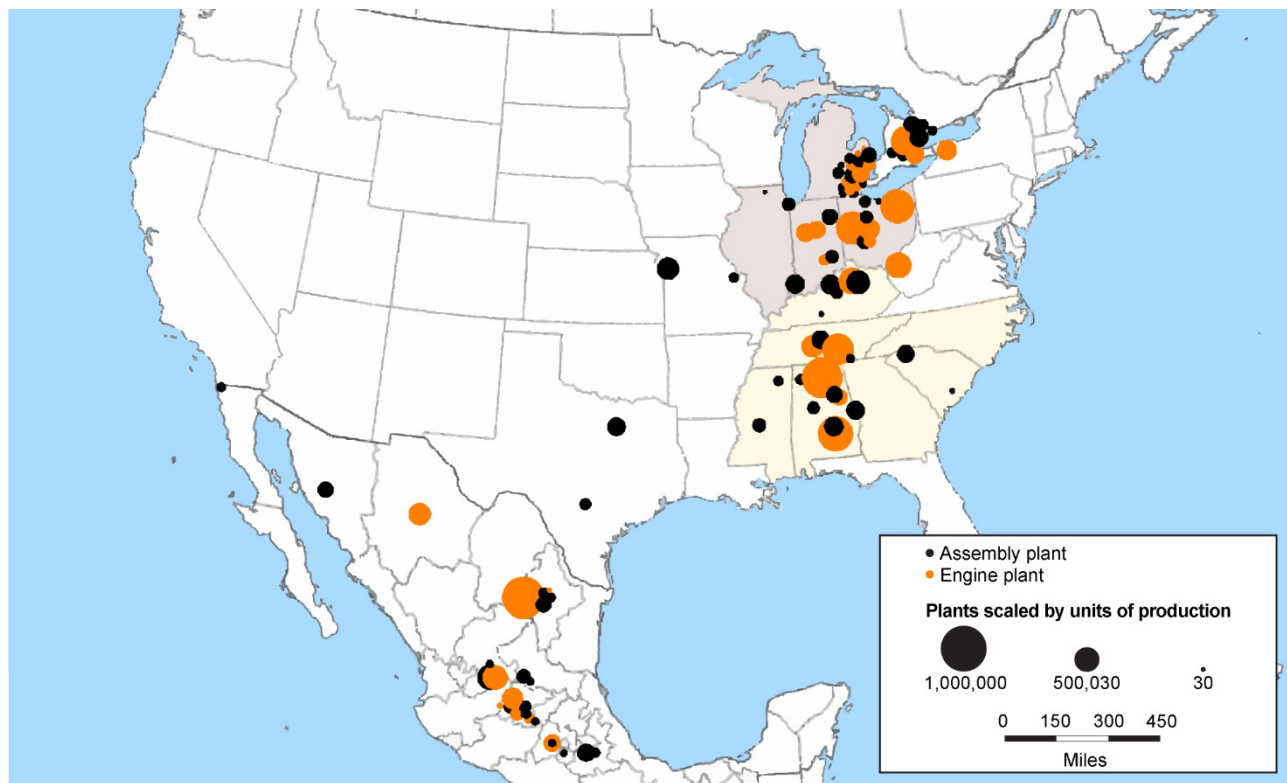 Assembly plant
Engine plant
Plants scaled by units of production
1,000,000 500,030 30
0 150 300 450
Miles